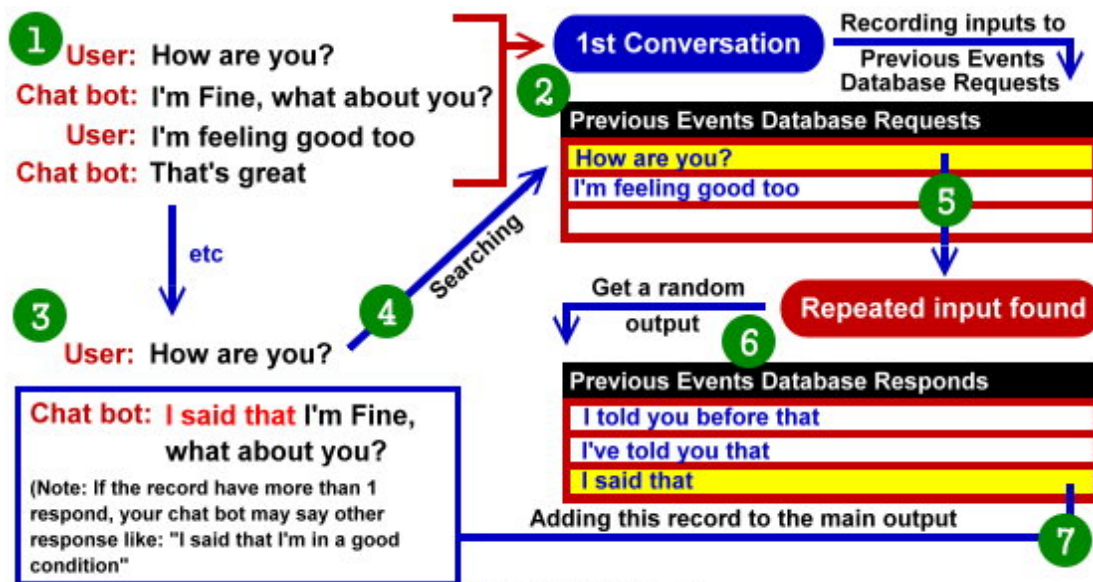 1
User: How are you?
Chat bot: I'm Fine, what about you?
User: I'm feeling good too
Chat bot: That's great
etc
2
1st Conversation
Recording inputs to
Previous Events
Database Requests
Previous Events Database Requests
How are you?
I'm feeling good too
3
User: How are you?
4
Searching
5
Repeated input found
Get a random
output
6
Previous Events Database Responds
I told you before that
I've told you that
I said that
7
Adding this record to the main output
Chat bot: I said that I'm Fine,
what about you?
(Note: If the record have more than 1
respond, your chat bot may say other
response like: "I said that I'm in a good
condition"